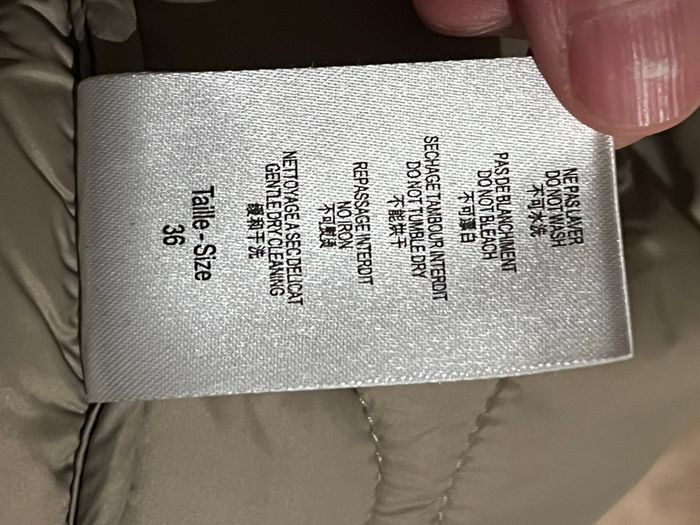 NE PAS LAVER
DO NOT WASH
不可水洗
PAS DE BLANCHIMENT
DO NOT BLEACH
不可漂白
SECHAGE TAMBOUR INTERDIT
DO NOT TUMBLE DRY
不能烘干
REPASSAGE INTERDIT
NO IRON
不可熨烫
NETTOYAGE A SEC DELICAT
GENTLE DRY CLEANING
缓和干洗
Taille - Size
36